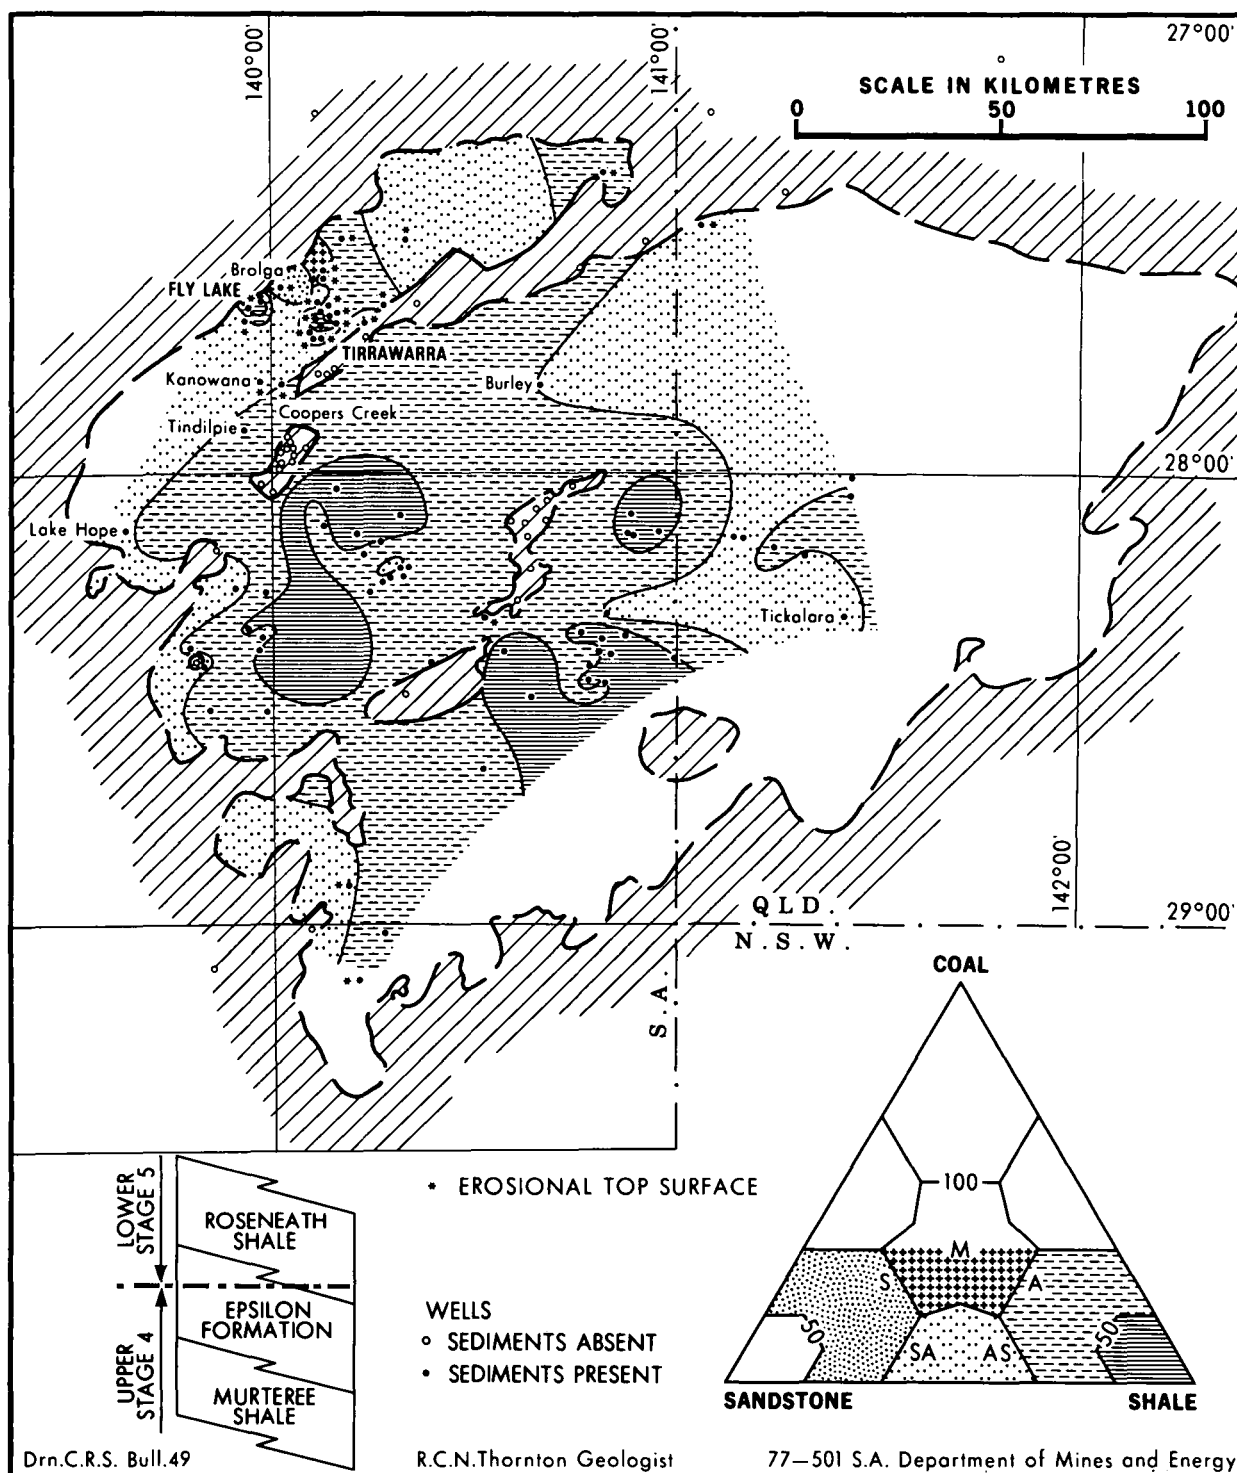 140°00'
141°00'
27°00'
SCALE IN KILOMETRES
0 50 100
Brolga
FLY LAKE
TIRRAWARRA
Kanowana
Burley
Coopers Creek
Tindilpie
28°00'
Lake Hope
Tickalara
142°00'
QLD.
29°00'
N.S.W.
S.A.
COAL
100
M
S
A
50
50
SA
AS
SANDSTONE
SHALE
LOWER
STAGE 5
UPPER
STAGE 4
ROSENEATH
SHALE
EPSILON
FORMATION
MURTEREE
SHALE
* EROSIONAL TOP SURFACE
WELLS
○ SEDIMENTS ABSENT
• SEDIMENTS PRESENT
Drn.C.R.S. Bull.49
R.C.N.Thornton Geologist
77—501 S.A. Department of Mines and Energy